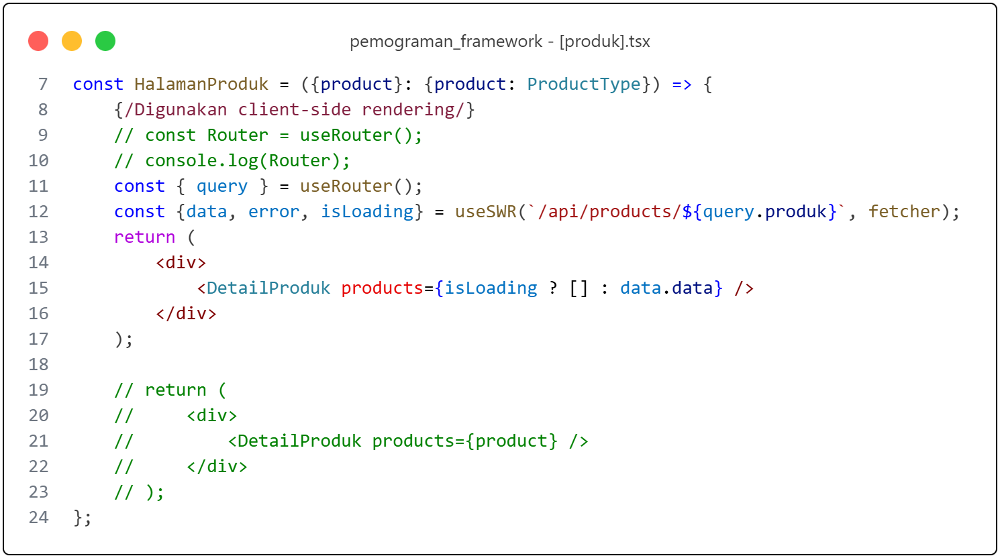 pemograman_framework - [produk].tsx
7 const HalamanProduk = ({product}: {product: ProductType}) => {
8     {/Digunakan client-side rendering/}
9     // const Router = useRouter();
10     // console.log(Router);
11     const { query } = useRouter();
12     const {data, error, isLoading} = useSWR(`/api/products/${query.produk}`, fetcher);
13     return (
14         <div>
15             <DetailProduk products={isLoading ? [] : data.data} />
16         </div>
17     );
18
19     // return (
20     //     <div>
21     //         <DetailProduk products={product} />
22     //     </div>
23     // );
24 };